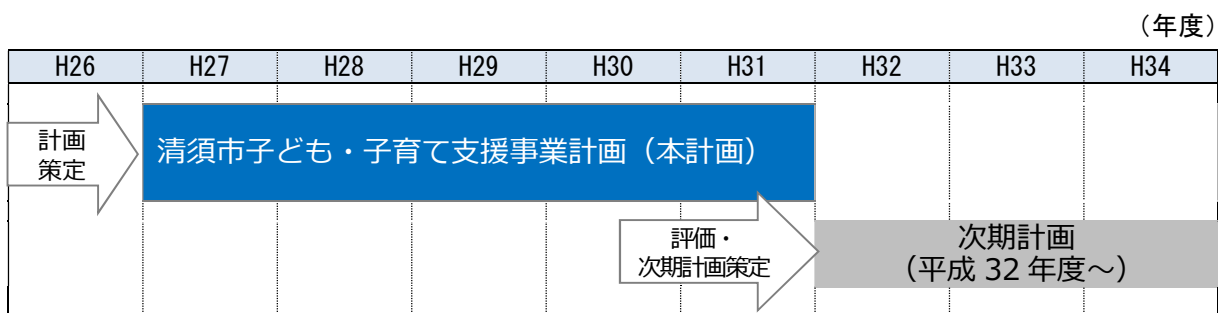 （年度）
H26 H27 H28 H29 H30 H31 H32 H33 H34
計画
策定
清須市子ども・子育て支援事業計画（本計画）
評価・
次期計画策定
次期計画
（平成 32 年度～）